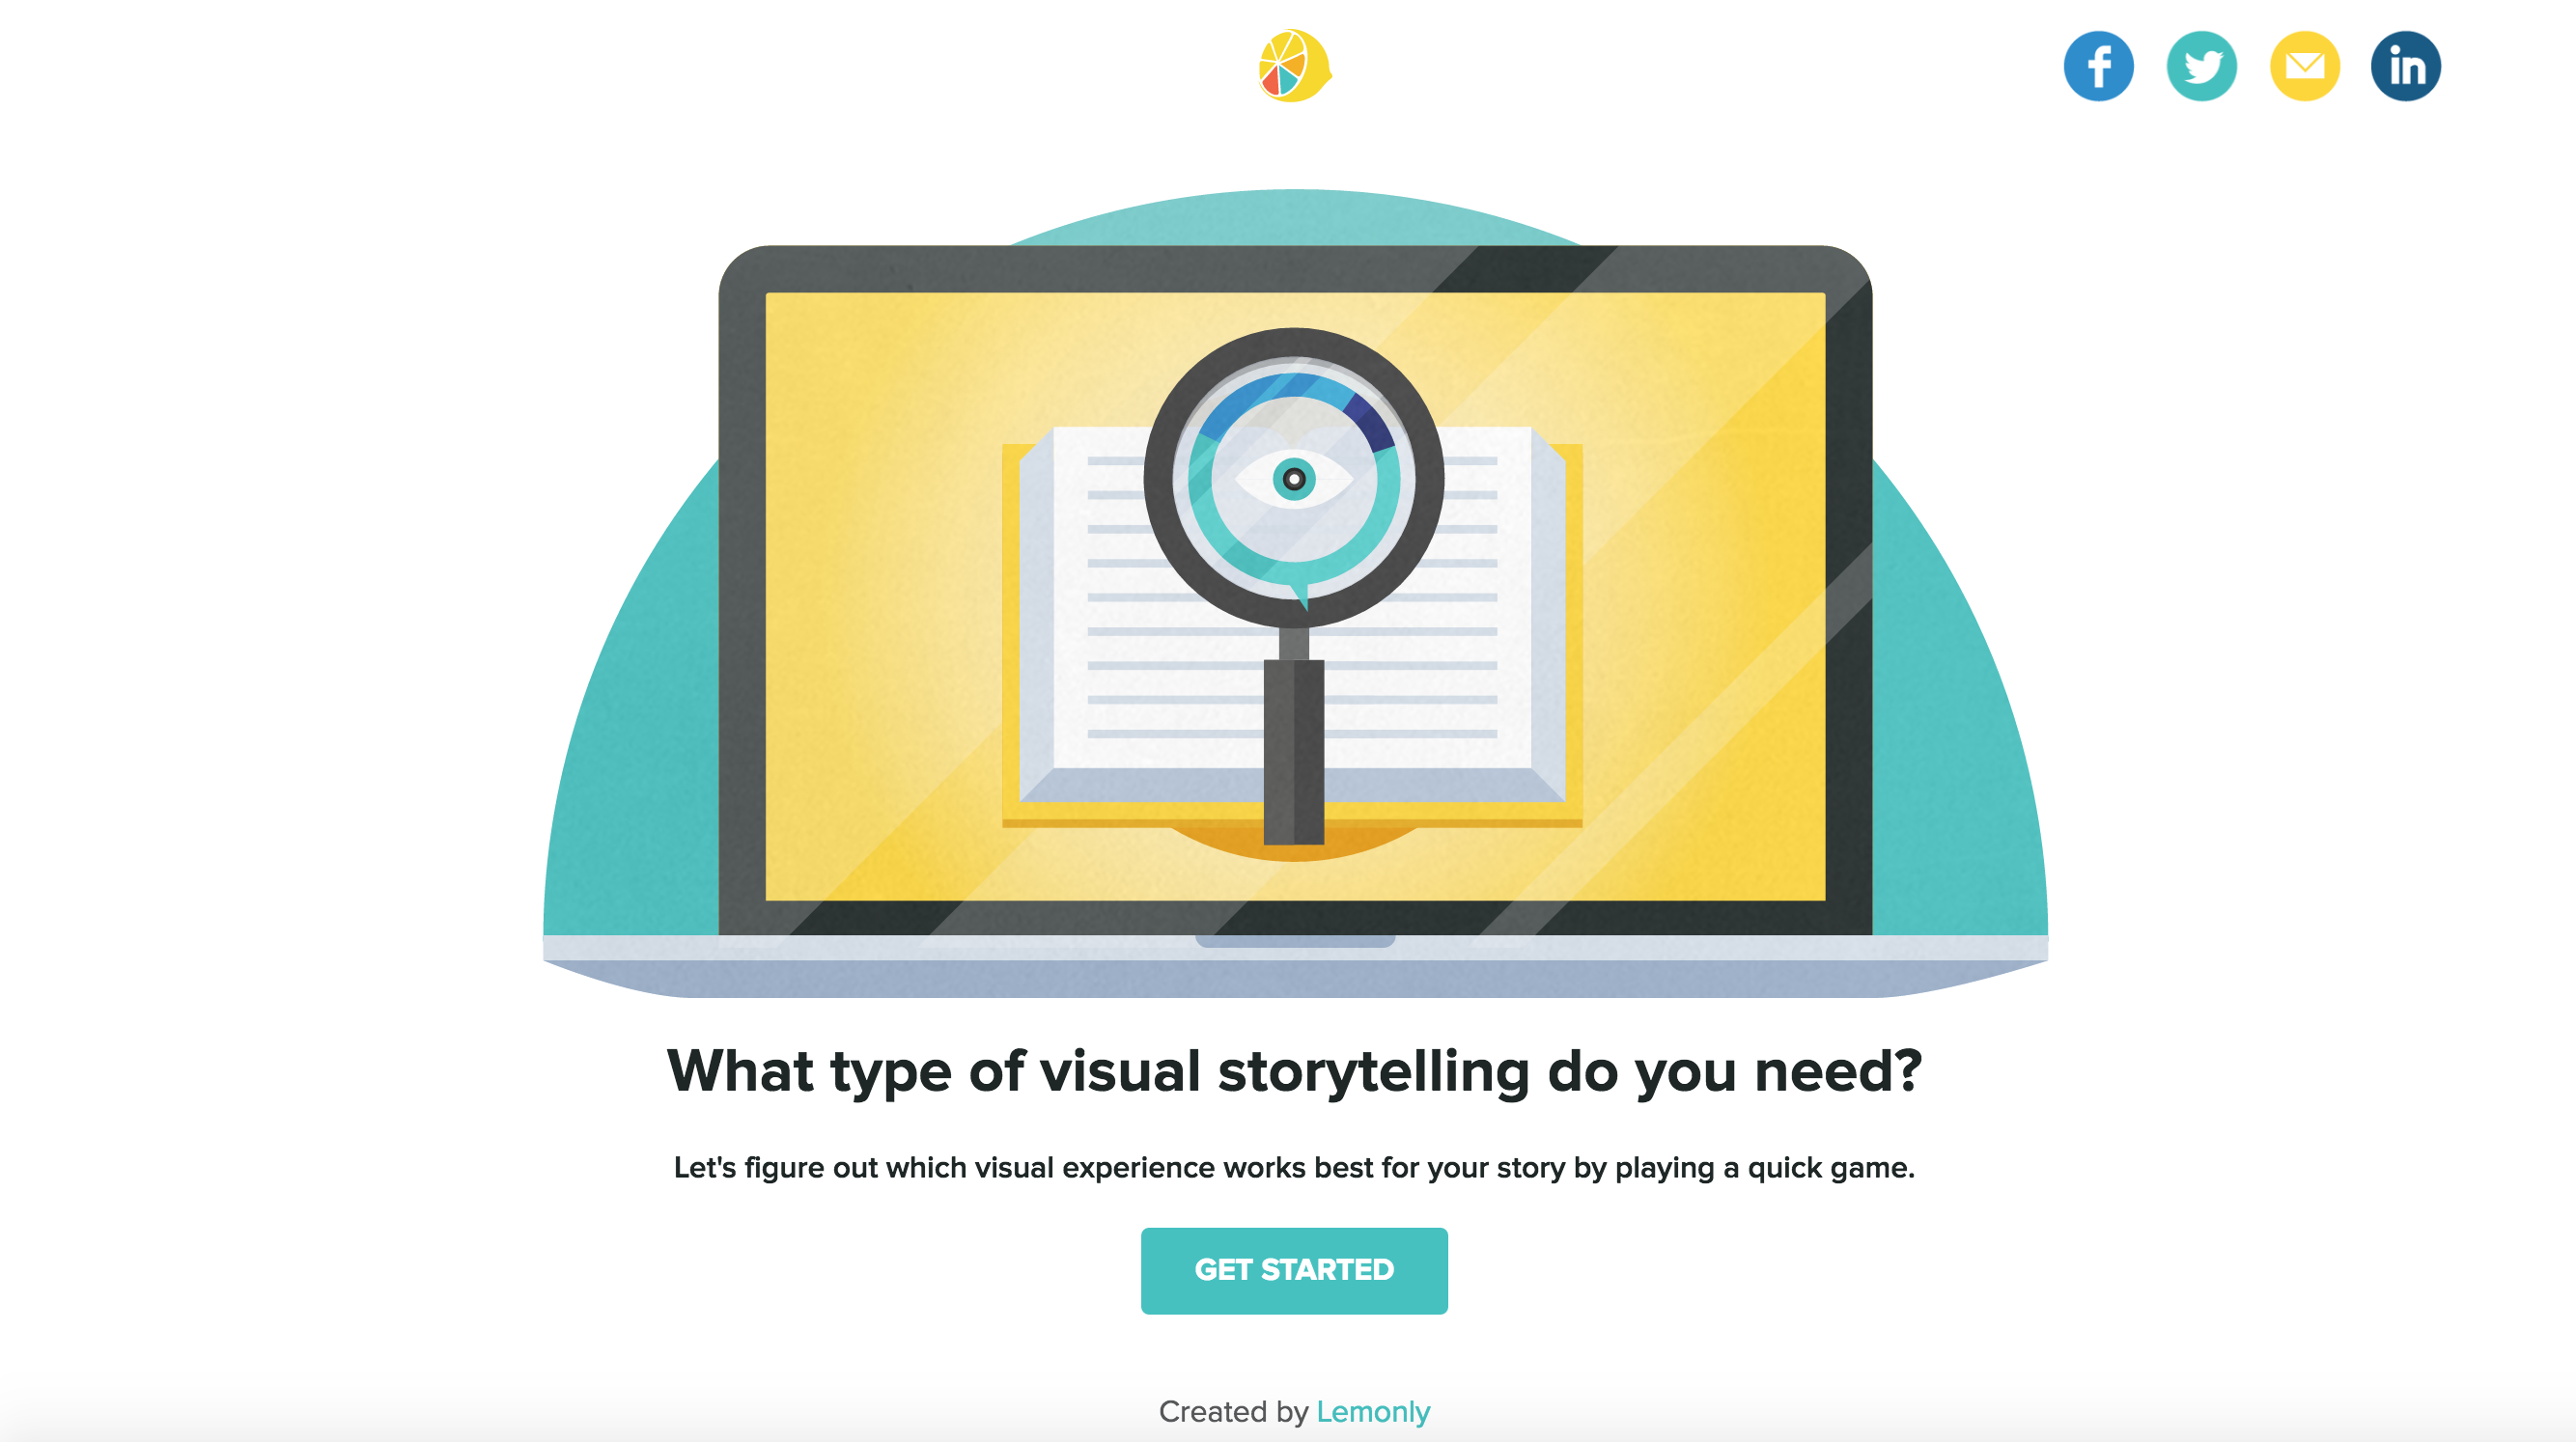 What type of visual storytelling do you need?
Let's figure out which visual experience works best for your story by playing a quick game.
GET STARTED
Created by Lemonly